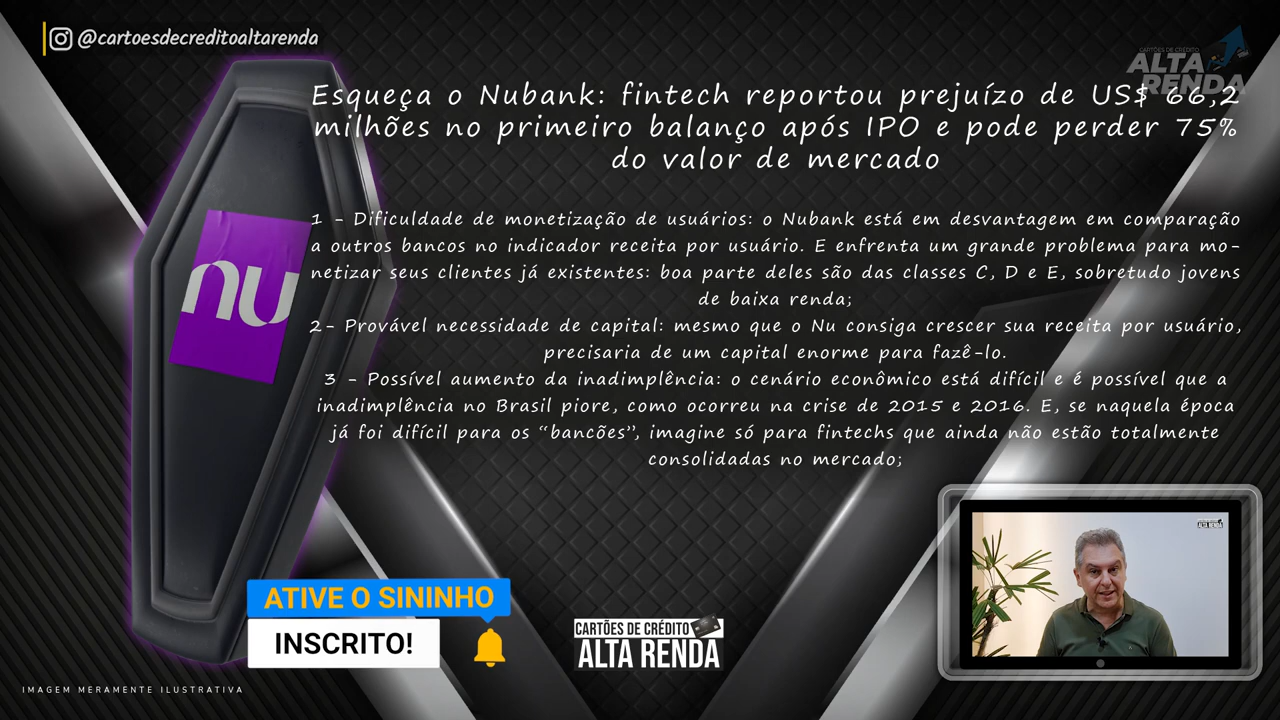 @cartoesdecreditoaltarenda
CARTÕES DE CRÉDITO
ALTA
RENDA
Esqueça o Nubank: fintech reportou prejuízo de US$ 66,2
milhões no primeiro balanço após IPO e pode perder 75%
do valor de mercado
1 - Dificuldade de monetização de usuários: o Nubank está em desvantagem em comparação
a outros bancos no indicador receita por usuário. E enfrenta um grande problema para mo-
netizar seus clientes já existentes: boa parte deles são das classes C, D e E, sobretudo jovens
de baixa renda;
2- Provável necessidade de capital: mesmo que o Nu consiga crescer sua receita por usuário,
precisaria de um capital enorme para fazê-lo.
3 - Possível aumento da inadimplência: o cenário econômico está difícil e é possível que a
inadimplência no Brasil piore, como ocorreu na crise de 2015 e 2016. E, se naquela época
já foi difícil para os “bancões”, imagine só para fintechs que ainda não estão totalmente
consolidadas no mercado;
nu
ATIVE O SININHO
INSCRITO!
CARTÕES DE CRÉDITO
ALTA RENDA
ALTA RENDA
IMAGEM MERAMENTE ILUSTRATIVA